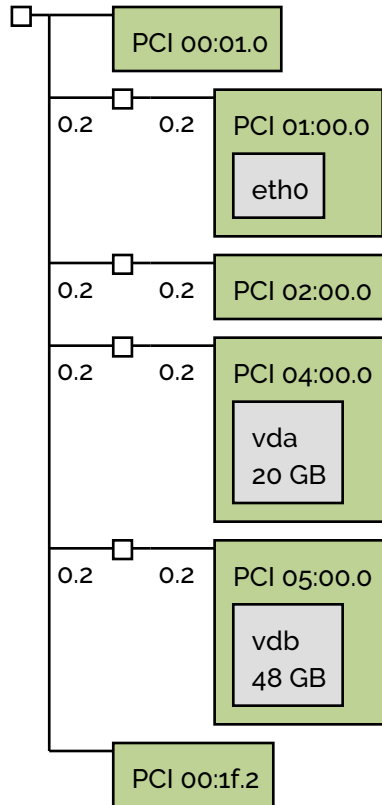 PCI 00:01.0
0.2 0.2 PCI 01:00.0
eth0
0.2 0.2 PCI 02:00.0
0.2 0.2 PCI 04:00.0
vda
20 GB
0.2 0.2 PCI 05:00.0
vdb
48 GB
PCI 00:1f.2